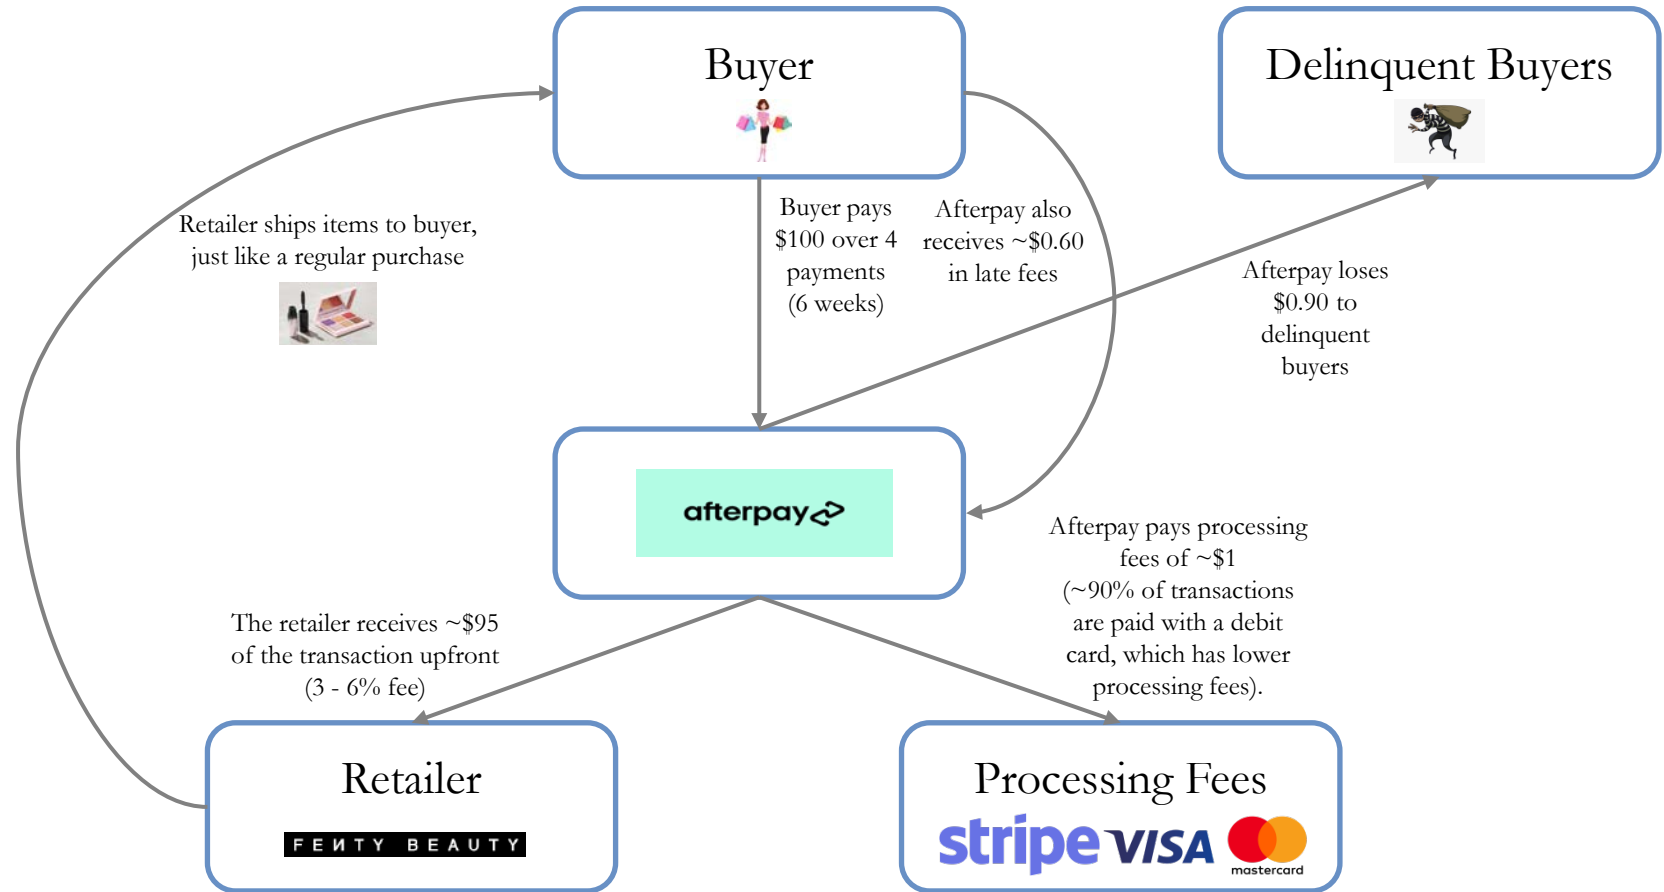 Buyer
Delinquent Buyers
Retailer ships items to buyer,
just like a regular purchase
Buyer pays
$100 over 4
payments
(6 weeks)
Afterpay also
receives ~$0.60
in late fees
Afterpay loses
$0.90 to
delinquent
buyers
afterpay
Afterpay pays processing
fees of ~$1
(~90% of transactions
are paid with a debit
card, which has lower
processing fees).
The retailer receives ~$95
of the transaction upfront
(3 - 6% fee)
Retailer
FENTY BEAUTY
Processing Fees
stripe VISA
mastercard